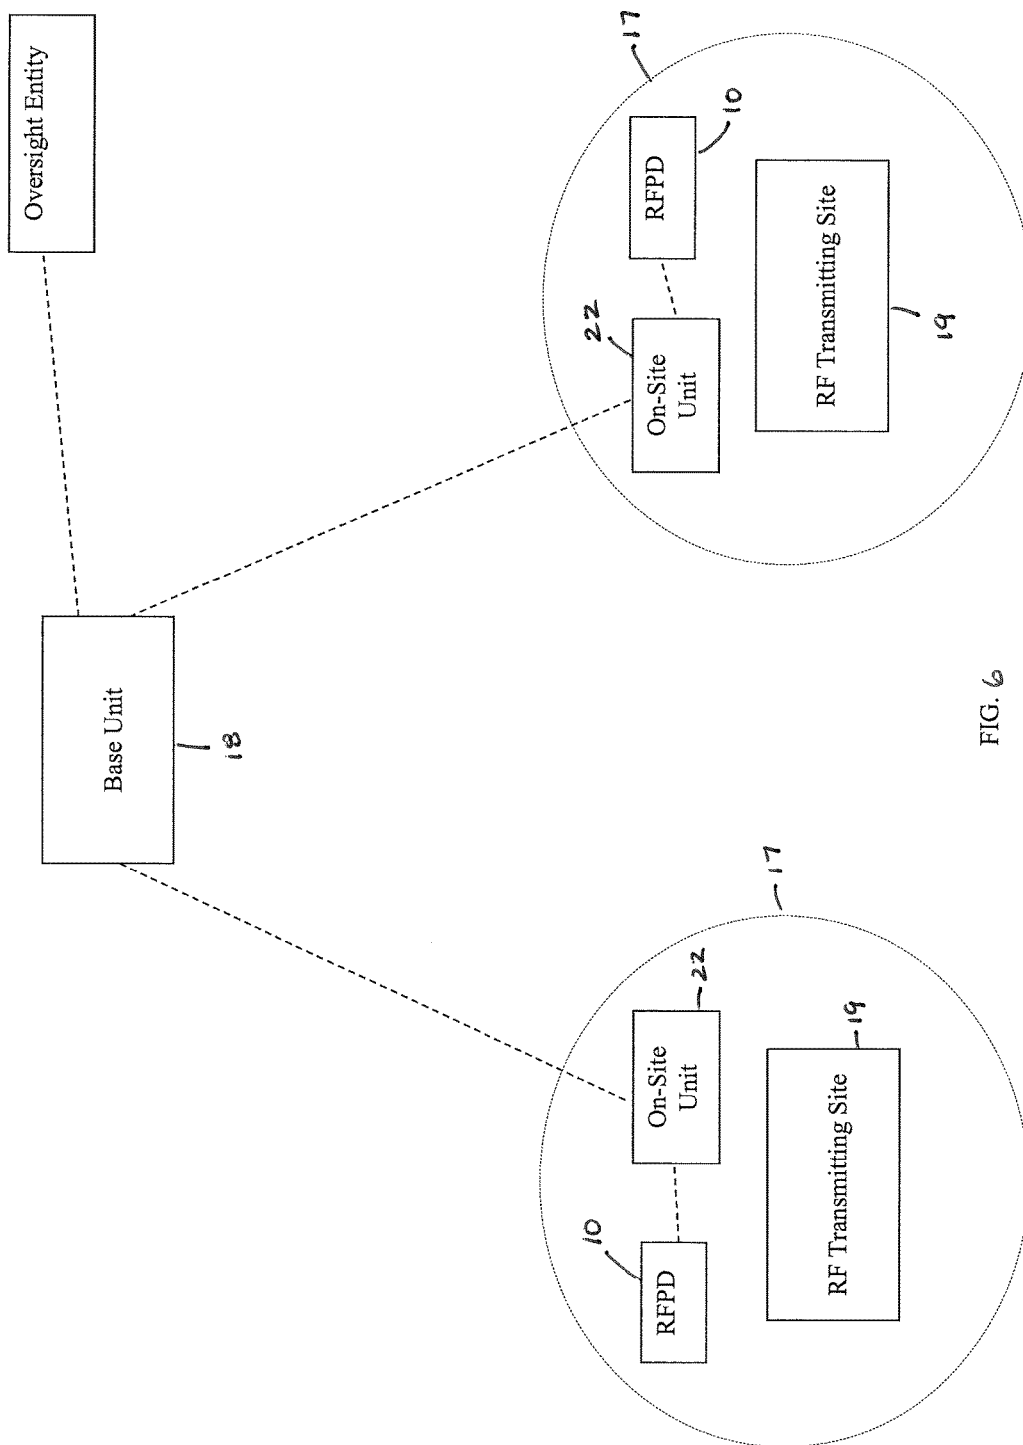 Oversight Entity
Base Unit
18
17
10
RFPD
On-Site
Unit
22
RF Transmitting Site
19
17
22
On-Site
Unit
RFPD
10
RF Transmitting Site
19
FIG. 6